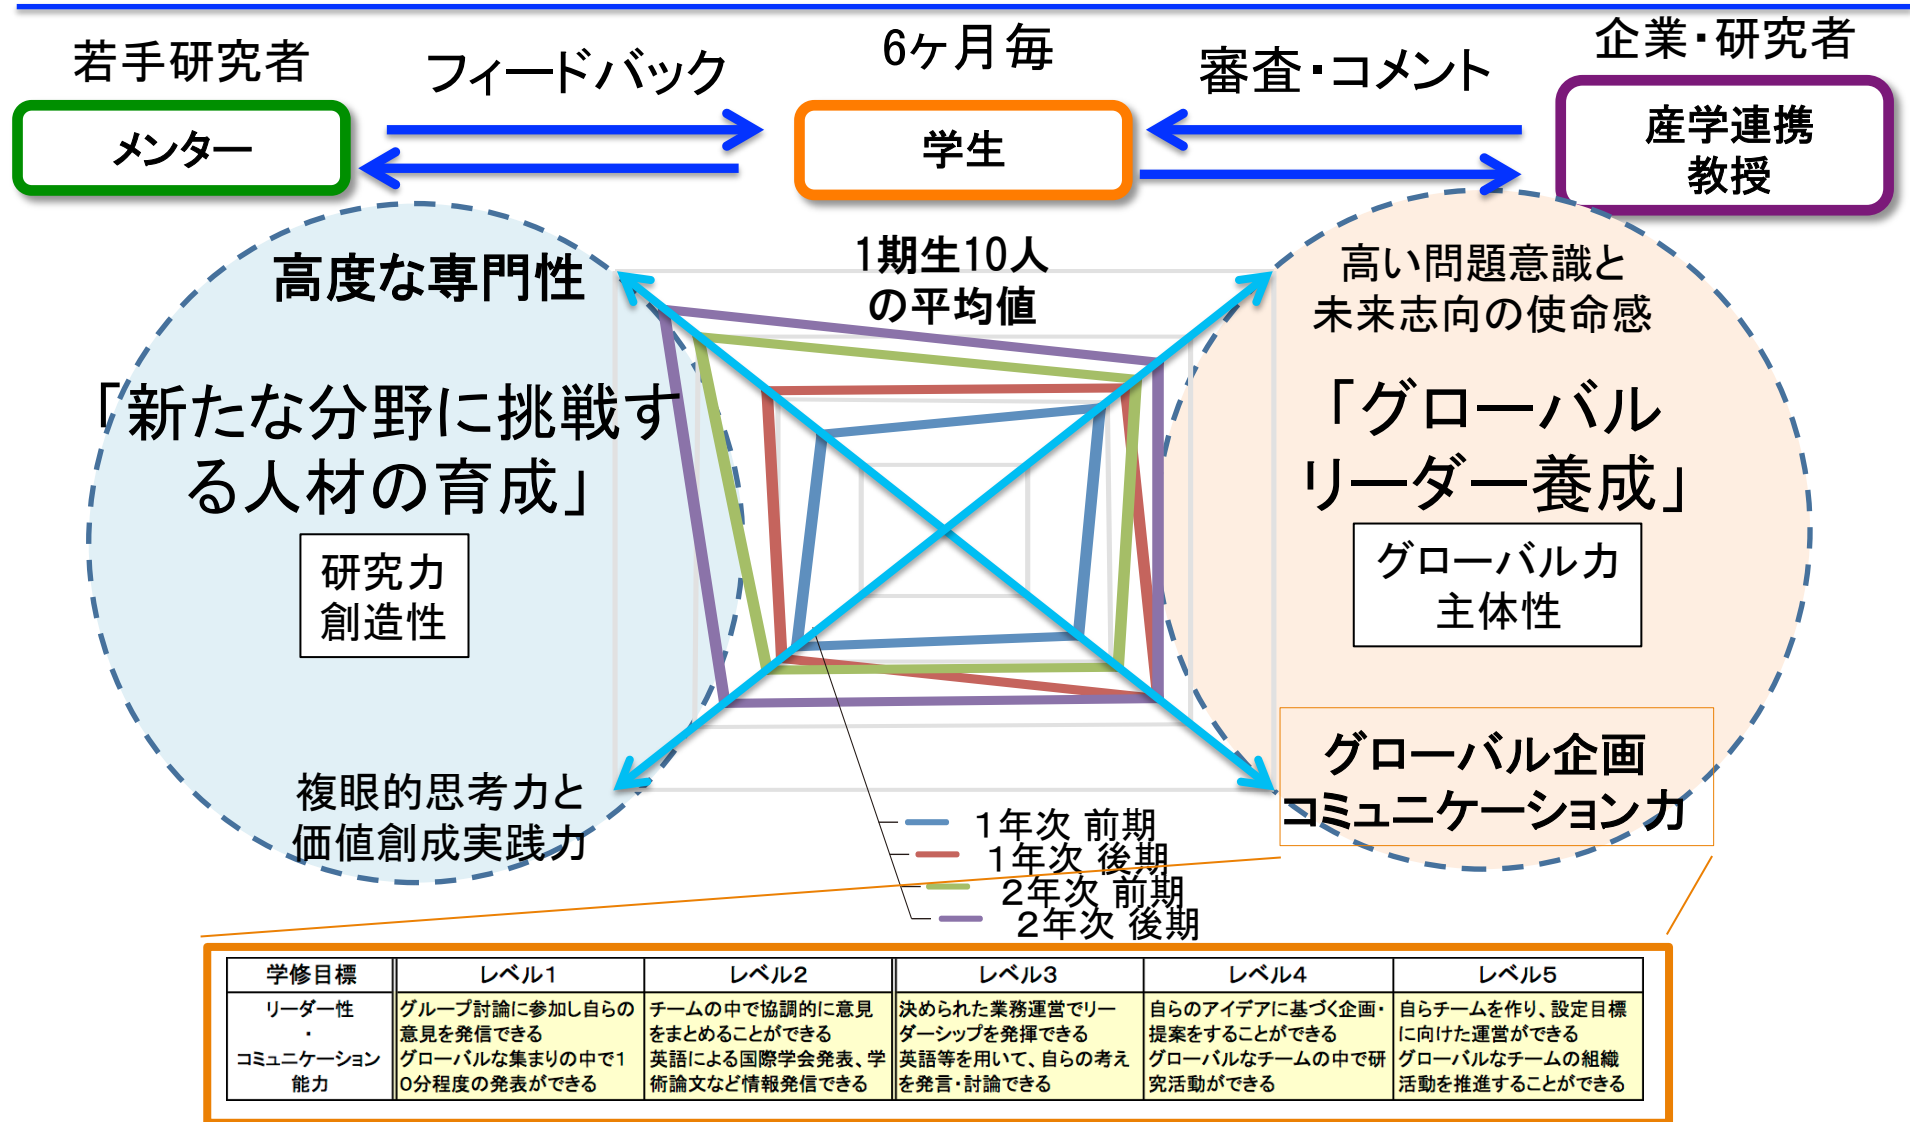 若手研究者
フィードバック
6ヶ月毎
審査・コメント
企業・研究者
メンター
学生
産学連携
教授
高度な専門性
1期生10人
の平均値
高い問題意識と
未来志向の使命感
「新たな分野に挑戦す
る人材の育成」
「グローバル
リーダー養成」
研究力
創造性
グローバル力
主体性
複眼的思考力と
価値創成実践力
グローバル企画
コミュニケーション力
1年次 前期
1年次 後期
2年次 前期
2年次 後期
学修目標
レベル1
レベル2
レベル3
レベル4
レベル5
リーダー性
・
コミュニケーション
能力
グループ討論に参加し自らの
意見を発信できる
グローバルな集まりの中で1
0分程度の発表ができる
チームの中で協調的に意見
をまとめることができる
英語による国際学会発表、学
術論文など情報発信できる
決められた業務運営でリー
ダーシップを発揮できる
英語等を用いて、自らの考え
を発言・討論できる
自らのアイデアに基づく企画・
提案をすることができる
グローバルなチームの中で研
究活動ができる
自らチームを作り、設定目標
に向けた運営ができる
グローバルなチームの組織
活動を推進することができる